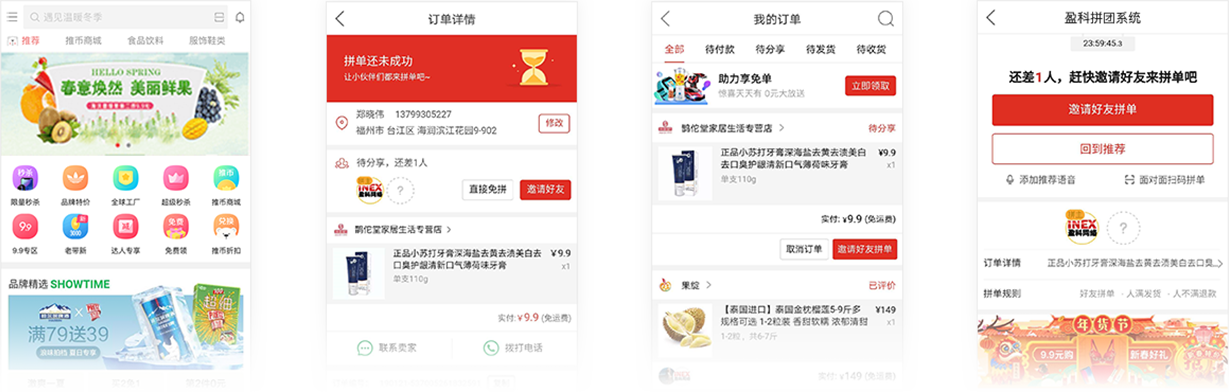 遇见温暖冬季
推荐
推币商城
食品饮料
服饰鞋类
HELLO SPRING
春意焕然 美丽鲜果
秒杀
推币
限量秒杀
品牌特价
全球工厂
超级秒杀
推币商城
9.9
免费
兑换
9.9专区
老带新
达人专享
免费领
推币折扣
品牌精选 SHOWTIME
满79送39
订单详情
拼单还未成功
让小伙伴们都来拼单吧~
郑晓伟 13799305227
福州市 台江区 海润滨江花园9-902
修改
待分享，还差1人
INEX
盈科网络
?
直接免拼
邀请好友
鹊佗堂家居生活专营店
正品小苏打牙膏深海盐去黄去渍美白去
口臭护龈清新口气薄荷味牙膏
单支110g
¥9.9
x1
实付: ¥9.9 (免运费)
联系卖家
拨打电话
我的订单
全部
待付款
待分享
待发货
待收货
助力享免单
惊喜天天有 0元大放送
立即领取
鹊佗堂家居生活专营店
待分享
正品小苏打牙膏深海盐去黄去渍美白
去口臭护龈清新口气薄荷味牙膏
单支110g
¥9.9
x1
实付: ¥9.9 (免运费)
取消订单
邀请好友拼单
果绽
已评价
【泰国进口】泰国金枕榴莲5-9斤多
规格可选 1-2粒装 香甜软糯 浓郁清甜
1-2粒，共6-7斤
¥149
x1
实付: ¥149 (免运费)
盈科拼团系统
23:59:45.3
还差1人，赶快邀请好友来拼单吧
邀请好友拼单
回到推荐
添加推荐语音
面对面扫码拼单
拼主
INEX
盈科网络
?
订单详情
正品小苏打牙膏深海盐去黄去渍美白去口臭...
拼单规则
好友拼单 · 人满发货 · 人不满退款
年货节
9.9元购
新春好礼